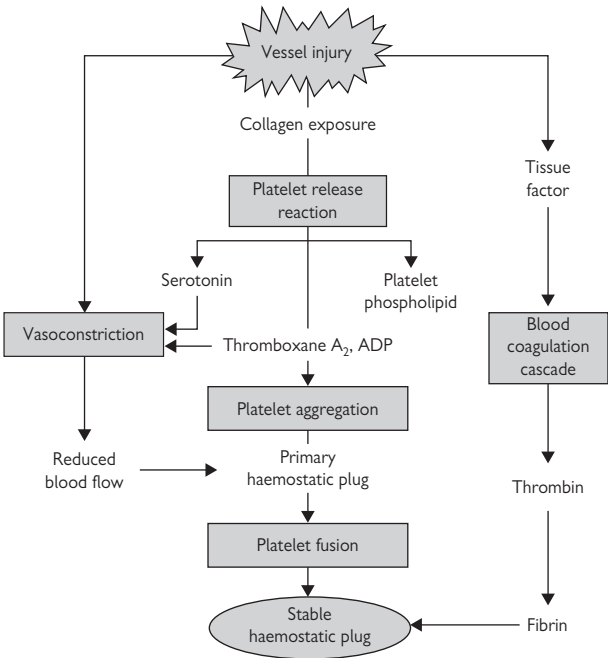 Vessel injury
Collagen exposure
Tissue
factor
Platelet release
reaction
Serotonin
Platelet
phospholipid
Vasoconstriction
Thromboxane A₂, ADP
Blood
coagulation
cascade
Platelet aggregation
Reduced
blood flow
Primary
haemostatic plug
Thrombin
Platelet fusion
Stable
haemostatic plug
Fibrin